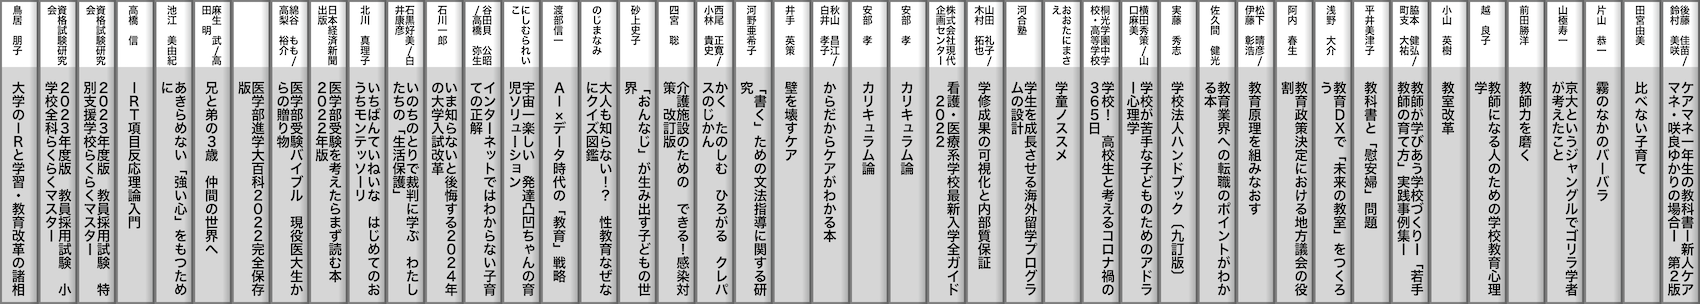 後藤　佳苗/
鈴村　美咲
ケアマネ一年生の教科書ー新人ケア
マネ・咲良ゆかりの場合ー　第２版
田宮由美
比べない子育て
片山　恭一
霧のなかのバーバラ
山極寿一
京大というジャングルでゴリラ学者
が考えたこと
前田勝洋
教師力を磨く
越　良子
教師になる人のための学校教育心理
学
小山　英樹
教室改革
脇本　健弘/
町支　大祐
教師が学びあう学校づくりー「若手
教師の育て方」実践事例集ー
平井美津子
教科書と「慰安婦」問題
浅野　大介
教育ＤＸで「未来の教室」をつくろ
う
阿内　春生
教育政策決定における地方議会の役
割
松下　晴彦/
伊藤　彰浩
教育原理を組みなおす
佐久間　健光
教育業界への転職のポイントがわか
る本
実藤　秀志
学校法人ハンドブック（九訂版）
横田秀策/山
口麻美
学校が苦手な子どものためのアドラ
ー心理学
桐光学園中学
校・高等学校
学校！　高校生と考えるコロナ禍の
３６５日
おおたにまさ
え
学童ノススメ
河合塾
学生を成長させる海外留学プログラ
ムの設計
山田　礼子/
木村　拓也
学修成果の可視化と内部質保証
株式会社現代
企画センター
看護・医療系学校最新入学全ガイド
２０２２
安部　孝
カリキュラム論
安部　孝
カリキュラム論
秋山　昌江/
白井　孝子
からだからケアがわかる本
井手　英策
壁を壊すケア
河野亜希子
「書く」ための文法指導に関する研
究
西尾　正寛/
小林　貴史
かく　たのしむ　ひろがる　クレパ
スのじかん
四宮　聡
介護施設のための　できる！感染対
策　改訂版
砂上史子
「おんなじ」が生み出す子どもの世
界
のじまなみ
大人も知らない！？　性教育なぜな
にクイズ図鑑
渡部信一
ＡＩ×データ時代の「教育」戦略
にしむられい
こ
宇宙一楽しい　発達凸凹ちゃんの育
児ソリューション
谷田貝　公昭
/高橋　弥生
インターネットではわからない子育
ての正解
石川一郎
いま知らないと後悔する２０２４年
の大学入試改革
石黒好美/白
井康彦
いのちのとりで裁判に学ぶ　わたし
たちの「生活保護」
北川　真理子
いちばんていねいな　はじめてのお
うちモンテッソーリ
日本経済新聞
出版
医学部受験を考えたらまず読む本
２０２２年版
綿谷　もも/
高梨　裕介
医学部受験バイブル　現役医大生か
らの贈り物
医学部進学大百科２０２２完全保存
版
麻生　武/高
田　明
兄と弟の３歳　仲間の世界へ
池江　美由紀
あきらめない「強い心」をもつため
に
高橋　信
ＩＲＴ項目反応理論入門
資格試験研究
会
２０２３年度版　教員採用試験　特
別支援学校らくらくマスター
資格試験研究
会
２０２３年度版　教員採用試験　小
学校全科らくらくマスター
鳥居　朋子
大学のＩＲと学習・教育改革の諸相